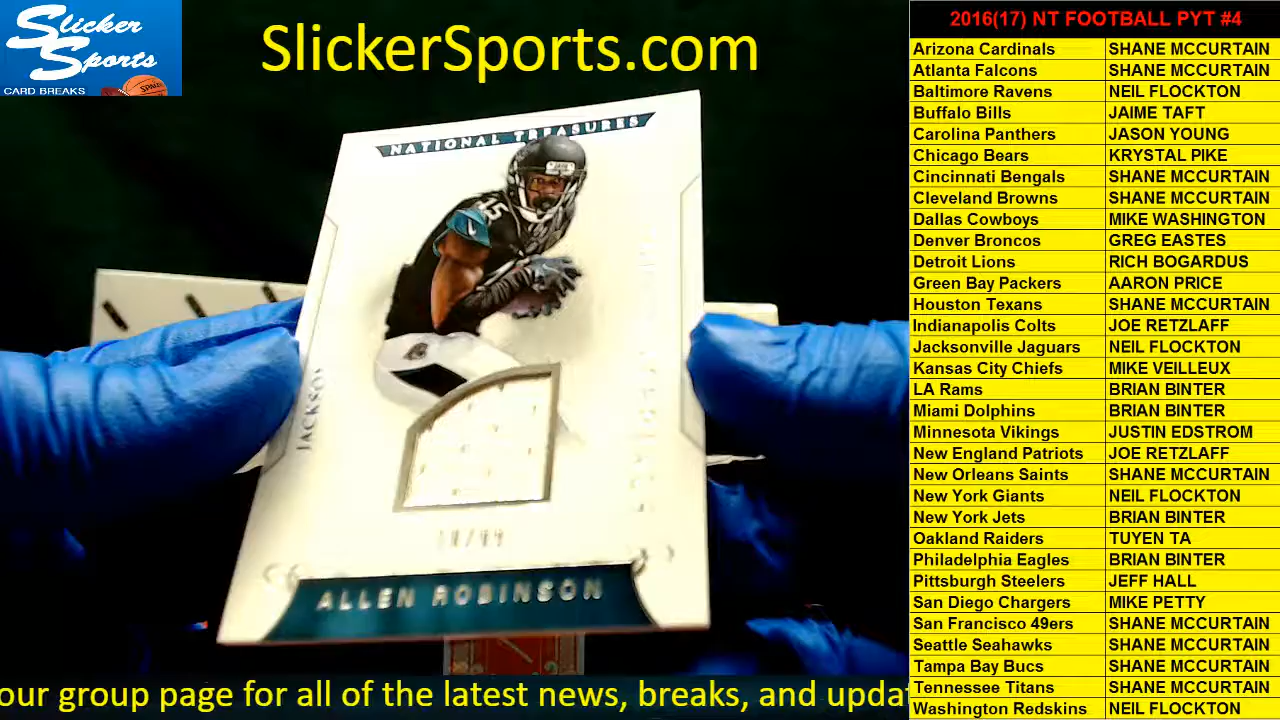 Slicker
Sports
CARD BREAKS
SPALDING
SlickerSports.com
NATIONAL TREASURES
15
JACKSO
18/99
ALLEN ROBINSON
our group page for all of the latest news, breaks, and updat
2016(17) NT FOOTBALL PYT #4
Arizona Cardinals SHANE MCCURTAIN
Atlanta Falcons SHANE MCCURTAIN
Baltimore Ravens NEIL FLOCKTON
Buffalo Bills JAIME TAFT
Carolina Panthers JASON YOUNG
Chicago Bears KRYSTAL PIKE
Cincinnati Bengals SHANE MCCURTAIN
Cleveland Browns SHANE MCCURTAIN
Dallas Cowboys MIKE WASHINGTON
Denver Broncos GREG EASTES
Detroit Lions RICH BOGARDUS
Green Bay Packers AARON PRICE
Houston Texans SHANE MCCURTAIN
Indianapolis Colts JOE RETZLAFF
Jacksonville Jaguars NEIL FLOCKTON
Kansas City Chiefs MIKE VEILLEUX
LA Rams BRIAN BINTER
Miami Dolphins BRIAN BINTER
Minnesota Vikings JUSTIN EDSTROM
New England Patriots JOE RETZLAFF
New Orleans Saints SHANE MCCURTAIN
New York Giants NEIL FLOCKTON
New York Jets BRIAN BINTER
Oakland Raiders TUYEN TA
Philadelphia Eagles BRIAN BINTER
Pittsburgh Steelers JEFF HALL
San Diego Chargers MIKE PETTY
San Francisco 49ers SHANE MCCURTAIN
Seattle Seahawks SHANE MCCURTAIN
Tampa Bay Bucs SHANE MCCURTAIN
Tennessee Titans SHANE MCCURTAIN
Washington Redskins NEIL FLOCKTON